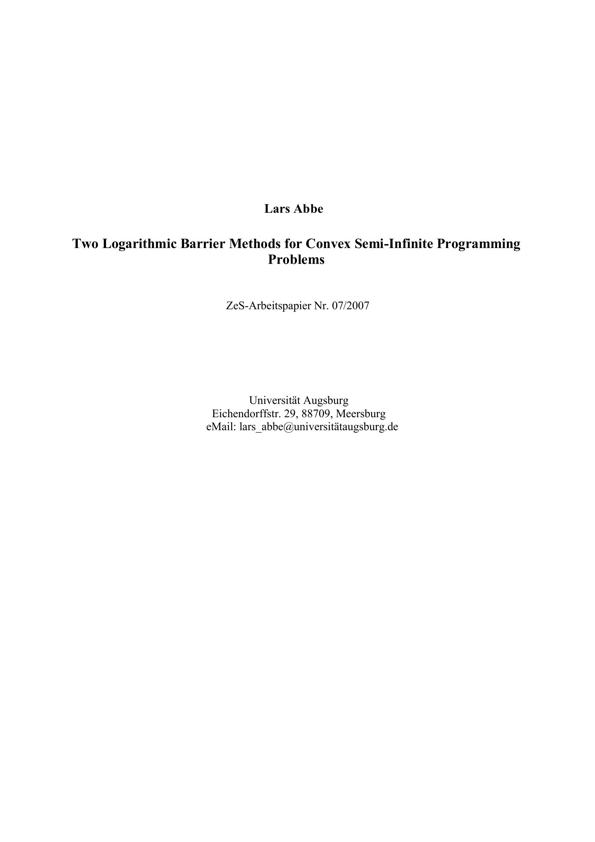 Lars Abbe
Two Logarithmic Barrier Methods for Convex Semi-Infinite Programming
Problems
ZeS-Arbeitspapier Nr. 07/2007
Universität Augsburg
Eichendorffstr. 29, 88709, Meersburg
eMail: lars_abbe@universitätaugsburg.de